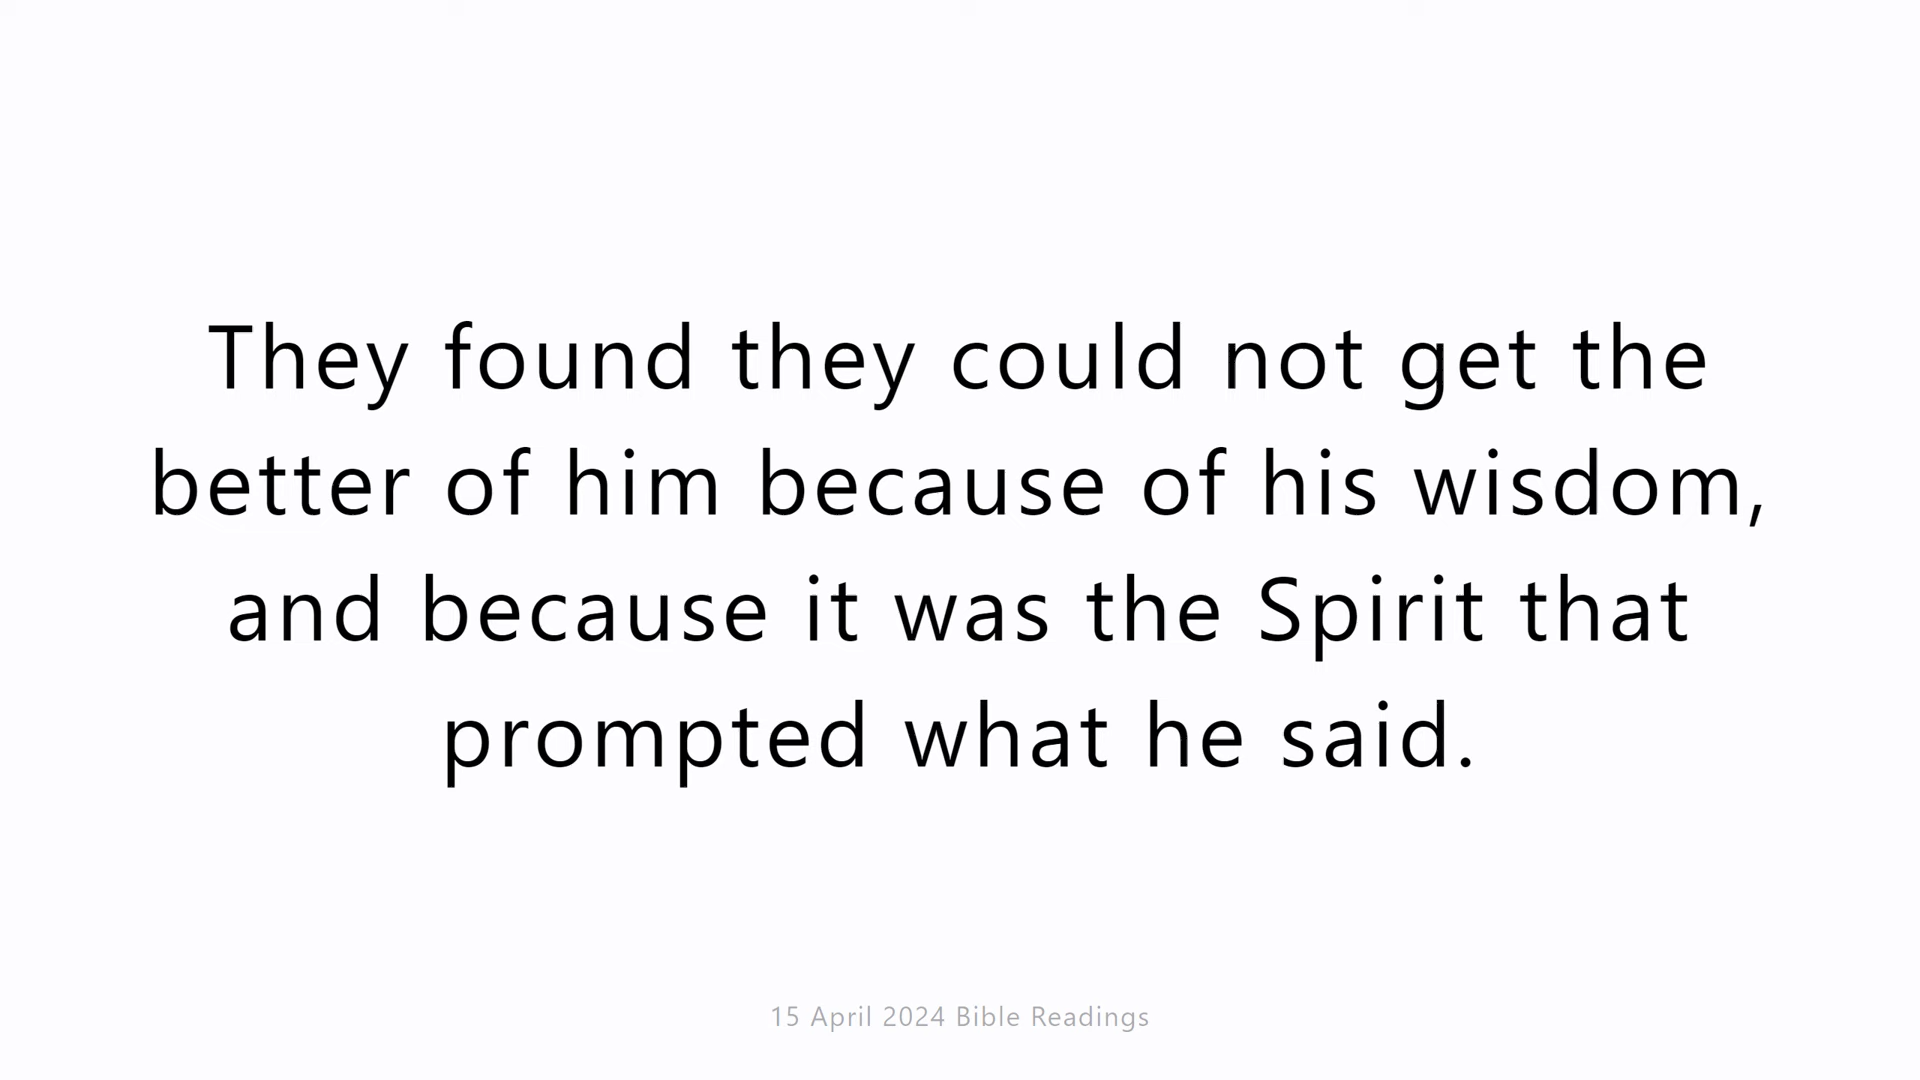 They found they could not get the
better of him because of his wisdom,
and because it was the Spirit that
prompted what he said.
15 April 2024 Bible Readings